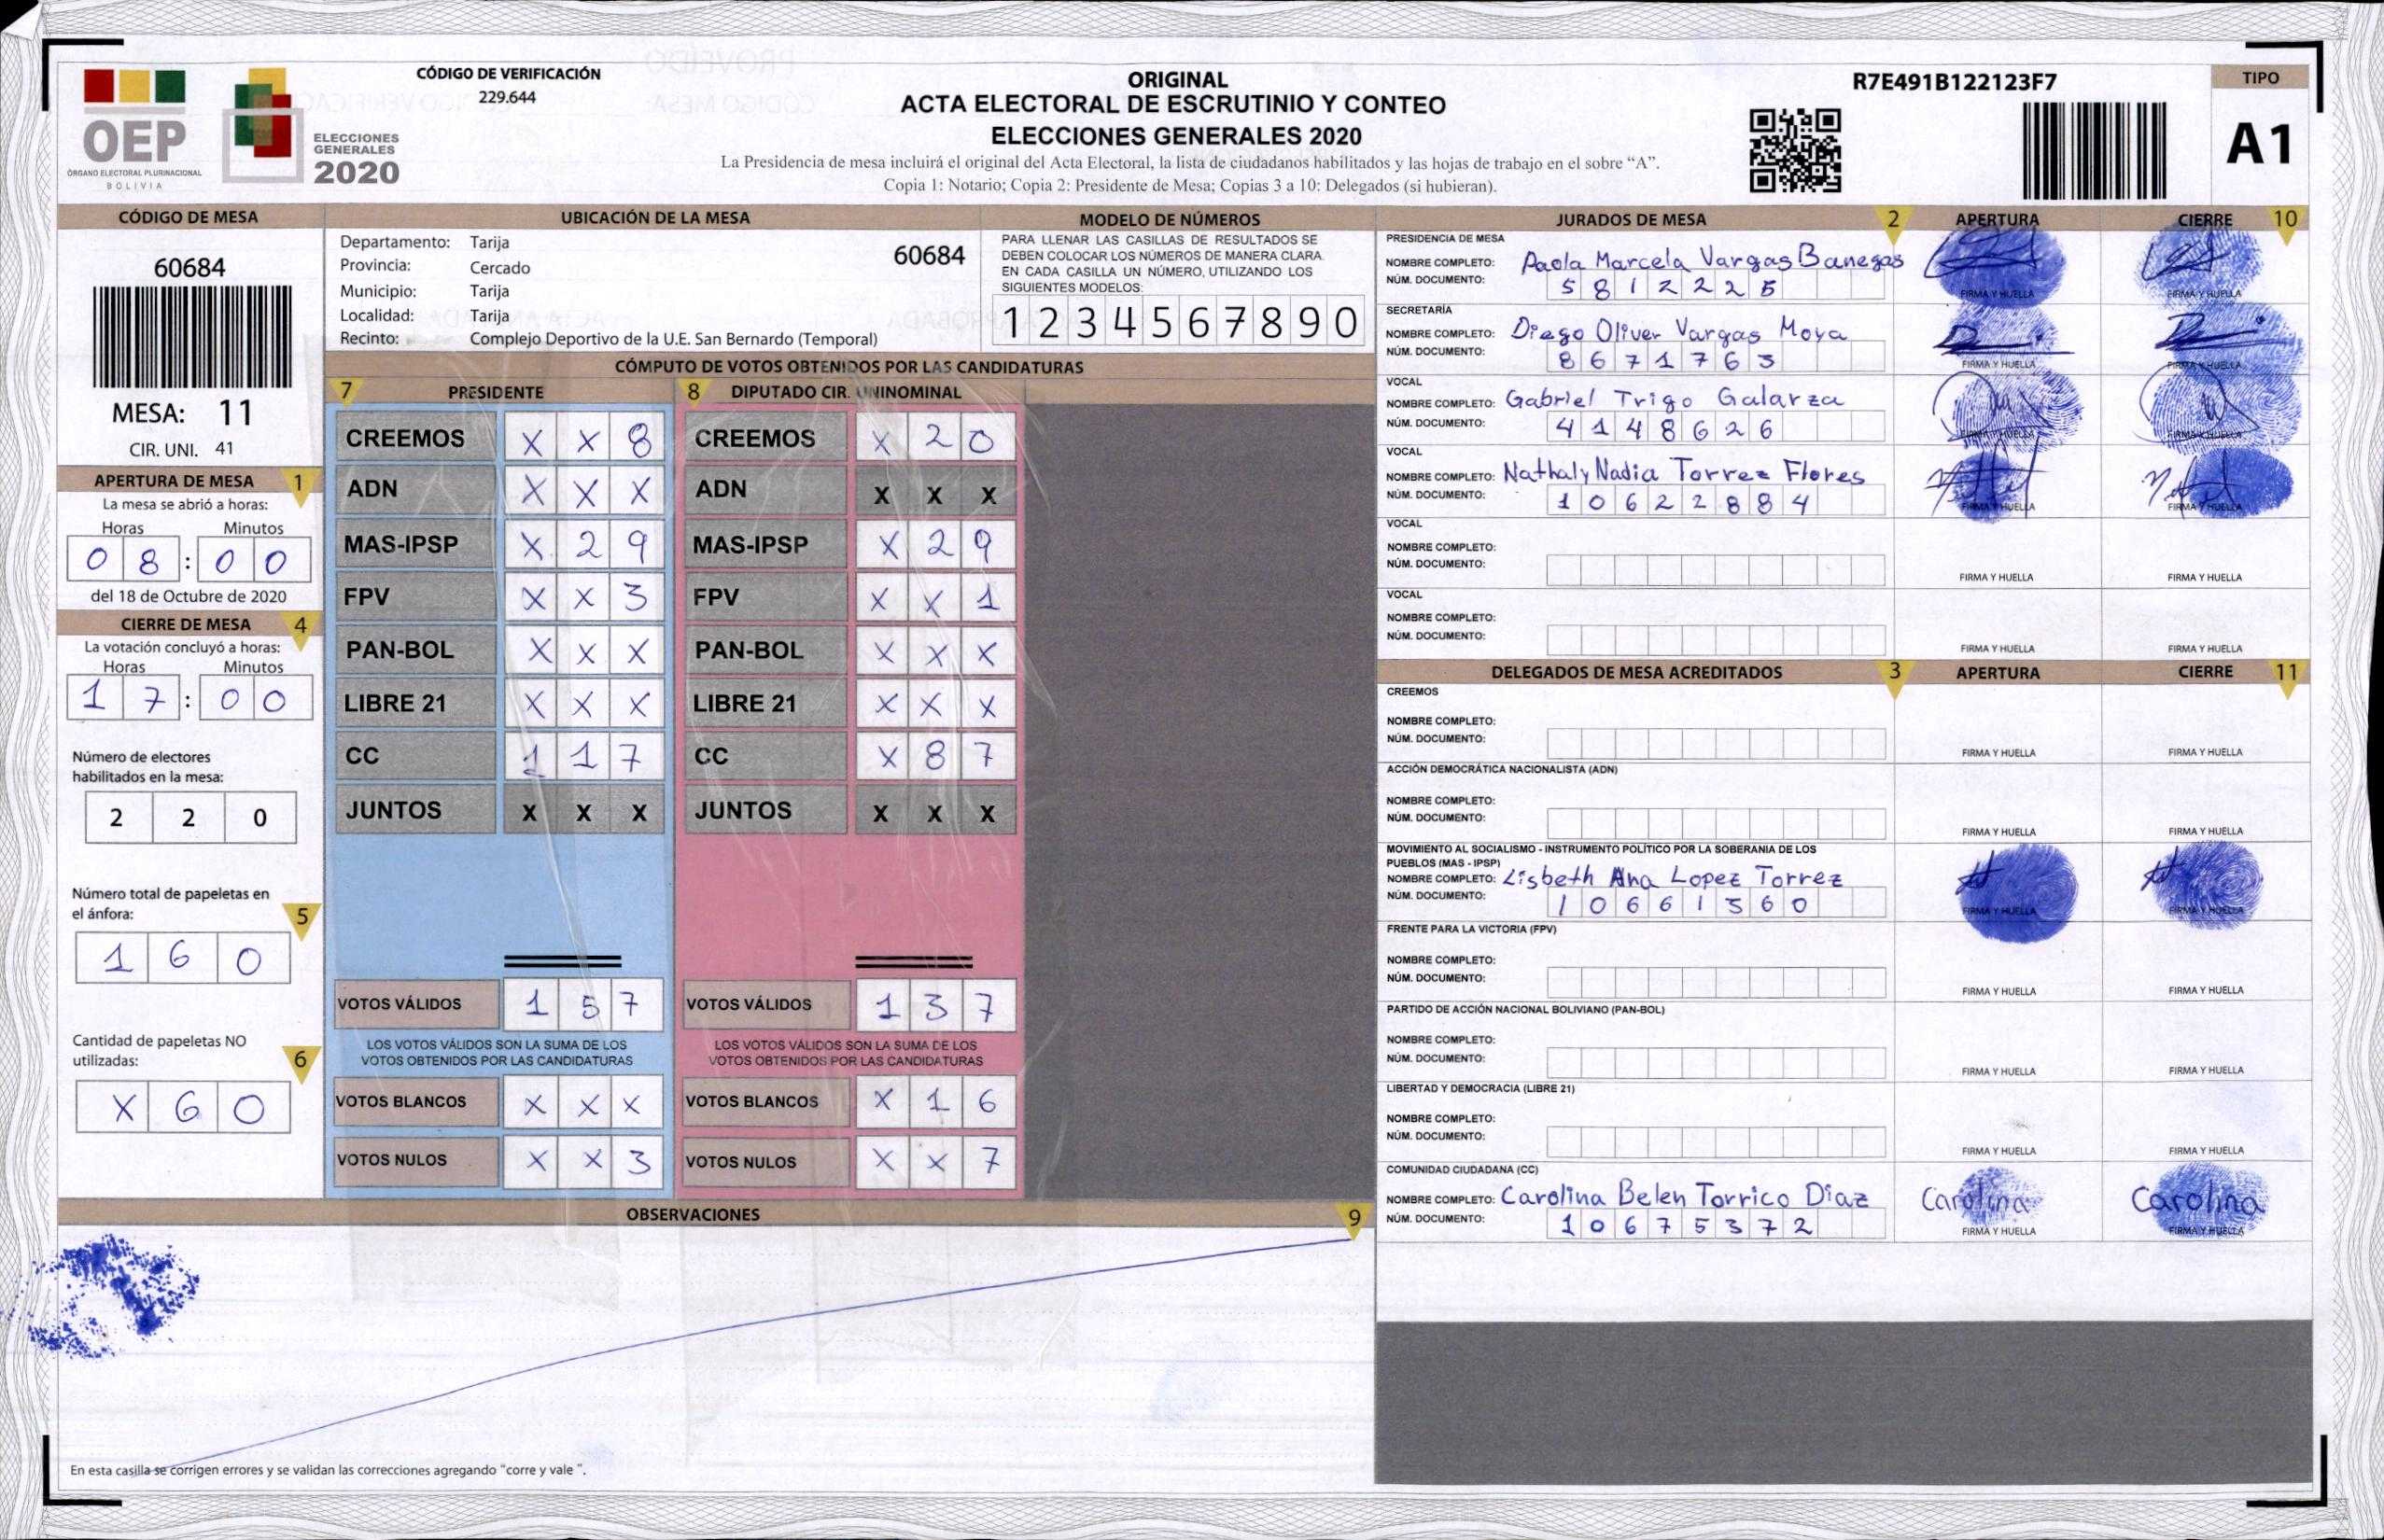 CÓDIGO DE VERIFICACIÓN
229.644
OEP
ÓRGANO ELECTORAL PLURINACIONAL
BOLIVIA
ELECCIONES
GENERALES
2020
ORIGINAL
ACTA ELECTORAL DE ESCRUTINIO Y CONTEO
ELECCIONES GENERALES 2020
La Presidencia de mesa incluirá el original del Acta Electoral, la lista de ciudadanos habilitados y las hojas de trabajo en el sobre “A”.
Copia 1: Notario; Copia 2: Presidente de Mesa; Copias 3 a 10: Delegados (si hubieran).
R7E491B122123F7
TIPO
A1
CÓDIGO DE MESA
60684
MESA: 11
CIR. UNI. 41
APERTURA DE MESA 1
La mesa se abrió a horas:
Horas Minutos
0 8 : 0 0
del 18 de Octubre de 2020
CIERRE DE MESA 4
La votación concluyó a horas:
Horas Minutos
1 7 : 0 0
Número de electores
habilitados en la mesa:
2 2 0
Número total de papeletas en
el ánfora: 5
1 6 0
Cantidad de papeletas NO
utilizadas: 6
X 6 0
UBICACIÓN DE LA MESA
Departamento: Tarija
60684
Provincia: Cercado
Municipio: Tarija
Localidad: Tarija
Recinto: Complejo Deportivo de la U.E. San Bernardo (Temporal)
MODELO DE NÚMEROS
PARA LLENAR LAS CASILLAS DE RESULTADOS SE
DEBEN COLOCAR LOS NÚMEROS DE MANERA CLARA.
EN CADA CASILLA UN NÚMERO, UTILIZANDO LOS
SIGUIENTES MODELOS:
1 2 3 4 5 6 7 8 9 0
CÓMPUTO DE VOTOS OBTENIDOS POR LAS CANDIDATURAS
7 PRESIDENTE
CREEMOS X X 8
ADN X X X
MAS-IPSP X 2 9
FPV X X 3
PAN-BOL X X X
LIBRE 21 X X X
CC 1 1 7
JUNTOS X X X
VOTOS VÁLIDOS 1 5 7
LOS VOTOS VÁLIDOS SON LA SUMA DE LOS
VOTOS OBTENIDOS POR LAS CANDIDATURAS
VOTOS BLANCOS X X X
VOTOS NULOS X X 3
8 DIPUTADO CIR. UNINOMINAL
CREEMOS X 2 0
ADN X X X
MAS-IPSP X 2 9
FPV X X 1
PAN-BOL X X X
LIBRE 21 X X X
CC X 8 7
JUNTOS X X X
VOTOS VÁLIDOS 1 3 7
LOS VOTOS VÁLIDOS SON LA SUMA DE LOS
VOTOS OBTENIDOS POR LAS CANDIDATURAS
VOTOS BLANCOS X 1 6
VOTOS NULOS X X 7
OBSERVACIONES 9
En esta casilla se corrigen errores y se validan las correcciones agregando “corre y vale ”.
JURADOS DE MESA 2 APERTURA CIERRE 10
PRESIDENCIA DE MESA
NOMBRE COMPLETO: Paola Marcela Vargas Banegas
NÚM. DOCUMENTO: 5 8 1 2 2 2 5
FIRMA Y HUELLA FIRMA Y HUELLA
SECRETARÍA
NOMBRE COMPLETO: Diego Oliver Vargas Moya
NÚM. DOCUMENTO: 8 6 7 1 7 6 3
FIRMA Y HUELLA FIRMA Y HUELLA
VOCAL
NOMBRE COMPLETO: Gabriel Trigo Galarza
NÚM. DOCUMENTO: 4 1 4 8 6 2 6
FIRMA Y HUELLA FIRMA Y HUELLA
VOCAL
NOMBRE COMPLETO: Nathaly Nadia Torrez Flores
NÚM. DOCUMENTO: 1 0 6 2 2 8 8 4
FIRMA Y HUELLA FIRMA Y HUELLA
VOCAL
NOMBRE COMPLETO:
NÚM. DOCUMENTO:
FIRMA Y HUELLA FIRMA Y HUELLA
VOCAL
NOMBRE COMPLETO:
NÚM. DOCUMENTO:
FIRMA Y HUELLA FIRMA Y HUELLA
DELEGADOS DE MESA ACREDITADOS 3 APERTURA CIERRE 11
CREEMOS
NOMBRE COMPLETO:
NÚM. DOCUMENTO:
FIRMA Y HUELLA FIRMA Y HUELLA
ACCIÓN DEMOCRÁTICA NACIONALISTA (ADN)
NOMBRE COMPLETO:
NÚM. DOCUMENTO:
FIRMA Y HUELLA FIRMA Y HUELLA
MOVIMIENTO AL SOCIALISMO - INSTRUMENTO POLÍTICO POR LA SOBERANIA DE LOS
PUEBLOS (MAS - IPSP)
NOMBRE COMPLETO: Lisbeth Ana Lopez Torrez
NÚM. DOCUMENTO: 1 0 6 6 1 3 6 0
FIRMA Y HUELLA FIRMA Y HUELLA
FRENTE PARA LA VICTORIA (FPV)
NOMBRE COMPLETO:
NÚM. DOCUMENTO:
FIRMA Y HUELLA FIRMA Y HUELLA
PARTIDO DE ACCIÓN NACIONAL BOLIVIANO (PAN-BOL)
NOMBRE COMPLETO:
NÚM. DOCUMENTO:
FIRMA Y HUELLA FIRMA Y HUELLA
LIBERTAD Y DEMOCRACIA (LIBRE 21)
NOMBRE COMPLETO:
NÚM. DOCUMENTO:
FIRMA Y HUELLA FIRMA Y HUELLA
COMUNIDAD CIUDADANA (CC)
NOMBRE COMPLETO: Carolina Belen Torrico Diaz Carolina Carolina
NÚM. DOCUMENTO: 1 0 6 7 5 3 7 2
FIRMA Y HUELLA FIRMA Y HUELLA